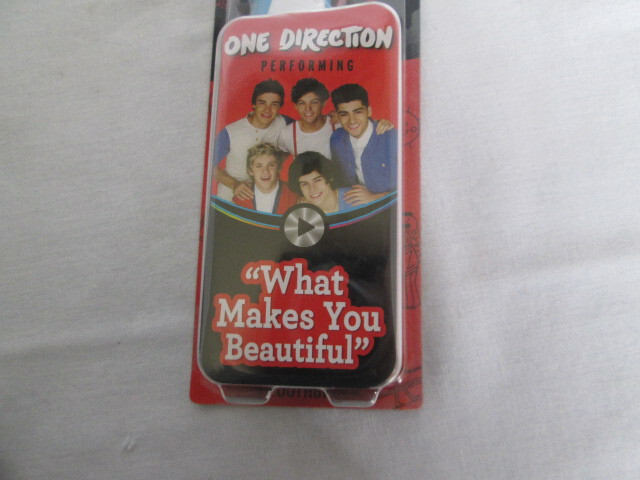 ONE DIRECTION
PERFORMING
“What
Makes You
Beautiful”